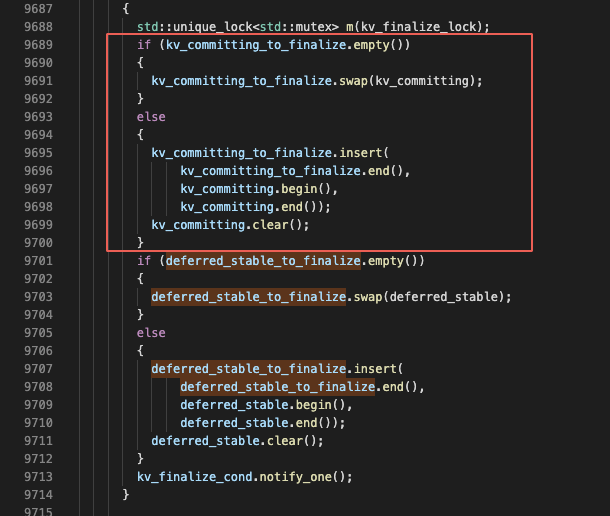 9687 {
9688 std::unique_lock<std::mutex> m(kv_finalize_lock);
9689 if (kv_committing_to_finalize.empty())
9690 {
9691 kv_committing_to_finalize.swap(kv_committing);
9692 }
9693 else
9694 {
9695 kv_committing_to_finalize.insert(
9696 kv_committing_to_finalize.end(),
9697 kv_committing.begin(),
9698 kv_committing.end());
9699 kv_committing.clear();
9700 }
9701 if (deferred_stable_to_finalize.empty())
9702 {
9703 deferred_stable_to_finalize.swap(deferred_stable);
9704 }
9705 else
9706 {
9707 deferred_stable_to_finalize.insert(
9708 deferred_stable_to_finalize.end(),
9709 deferred_stable.begin(),
9710 deferred_stable.end());
9711 deferred_stable.clear();
9712 }
9713 kv_finalize_cond.notify_one();
9714 }
9715